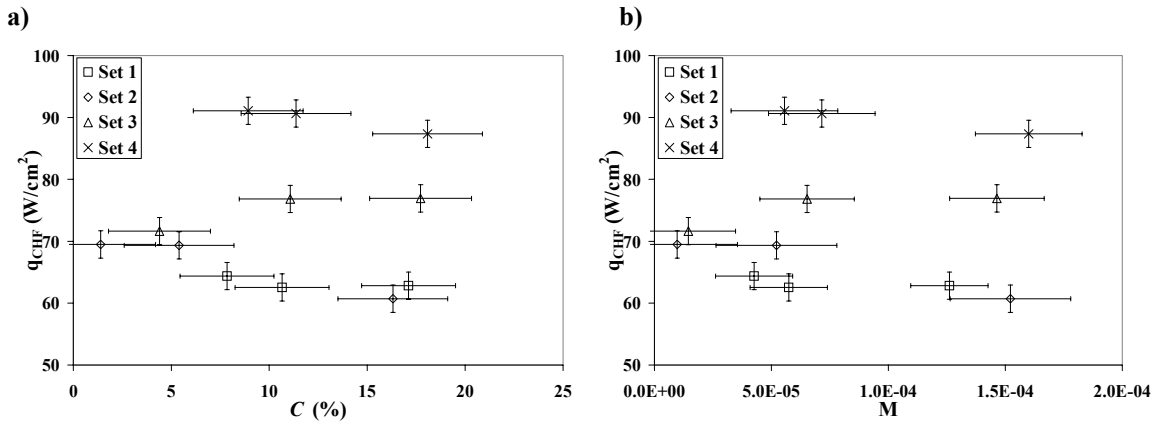 a)
100
90
80
70
60
50
q_CHF (W/cm²)
Set 1
Set 2
Set 3
Set 4
0 5 10 15 20 25
C (%)
b)
100
90
80
70
60
50
q_CHF (W/cm²)
Set 1
Set 2
Set 3
Set 4
0.0E+00 5.0E-05 1.0E-04 1.5E-04 2.0E-04
M